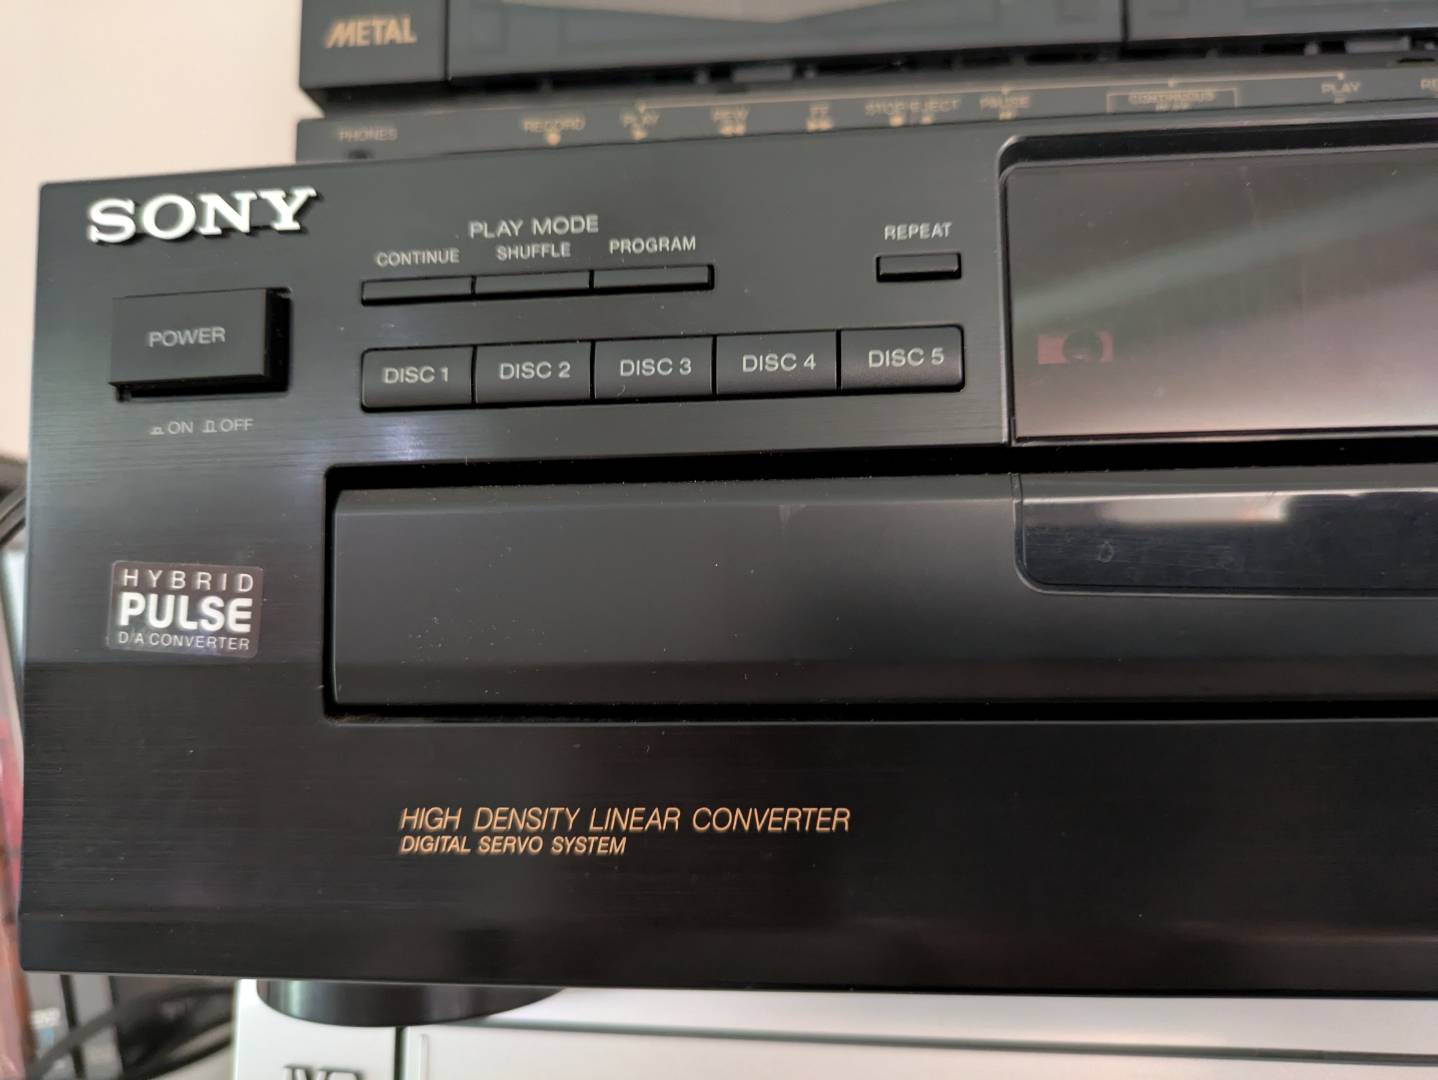 METAL
PHONES
RECORD PLAY REW FF STOP/EJECT PAUSE CONTINUOUS PLAY
SONY
PLAY MODE
CONTINUE SHUFFLE PROGRAM
REPEAT
POWER
ON OFF
DISC 1 DISC 2 DISC 3 DISC 4 DISC 5
HYBRID
PULSE
D/A CONVERTER
HIGH DENSITY LINEAR CONVERTER
DIGITAL SERVO SYSTEM